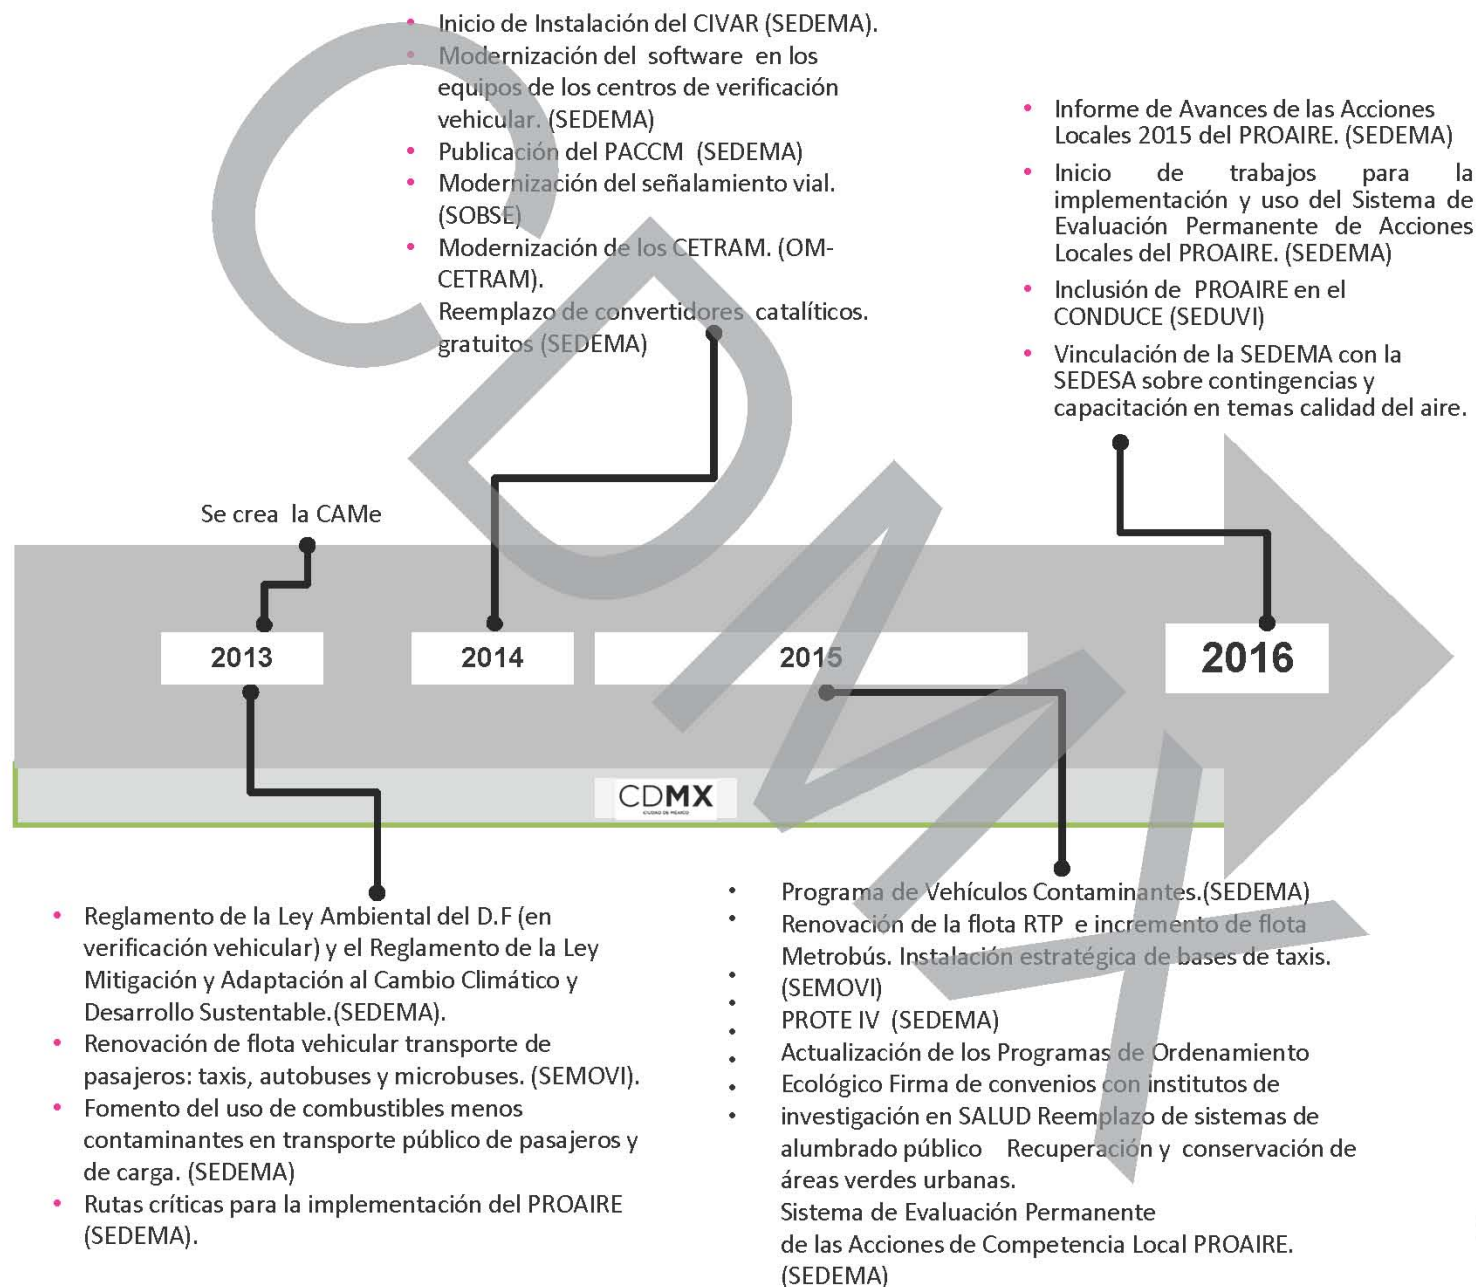 • Inicio de Instalación del CIVAR (SEDEMA).
• Modernización del software en los
equipos de los centros de verificación
vehicular. (SEDEMA)
• Publicación del PACCM (SEDEMA)
• Modernización del señalamiento vial.
(SOBSE)
• Modernización de los CETRAM. (OM-
CETRAM).
Reemplazo de convertidores catalíticos.
gratuitos (SEDEMA)
• Informe de Avances de las Acciones
Locales 2015 del PROAIRE. (SEDEMA)
• Inicio de trabajos para la
implementación y uso del Sistema de
Evaluación Permanente de Acciones
Locales del PROAIRE. (SEDEMA)
• Inclusión de PROAIRE en el
CONDUCE (SEDUVI)
• Vinculación de la SEDEMA con la
SEDESA sobre contingencias y
capacitación en temas calidad del aire.
Se crea la CAMe
2013
2014
2015
2016
CDMX
CIUDAD DE MÉXICO
• Reglamento de la Ley Ambiental del D.F (en
verificación vehicular) y el Reglamento de la Ley
Mitigación y Adaptación al Cambio Climático y
Desarrollo Sustentable.(SEDEMA).
• Renovación de flota vehicular transporte de
pasajeros: taxis, autobuses y microbuses. (SEMOVI).
• Fomento del uso de combustibles menos
contaminantes en transporte público de pasajeros y
de carga. (SEDEMA)
• Rutas críticas para la implementación del PROAIRE
(SEDEMA).
• Programa de Vehículos Contaminantes.(SEDEMA)
• Renovación de la flota RTP e incremento de flota
Metrobús. Instalación estratégica de bases de taxis.
• (SEMOVI)
• PROTE IV (SEDEMA)
• Actualización de los Programas de Ordenamiento
• Ecológico Firma de convenios con institutos de
• investigación en SALUD Reemplazo de sistemas de
alumbrado público Recuperación y conservación de
áreas verdes urbanas.
Sistema de Evaluación Permanente
de las Acciones de Competencia Local PROAIRE.
(SEDEMA)
CDMX